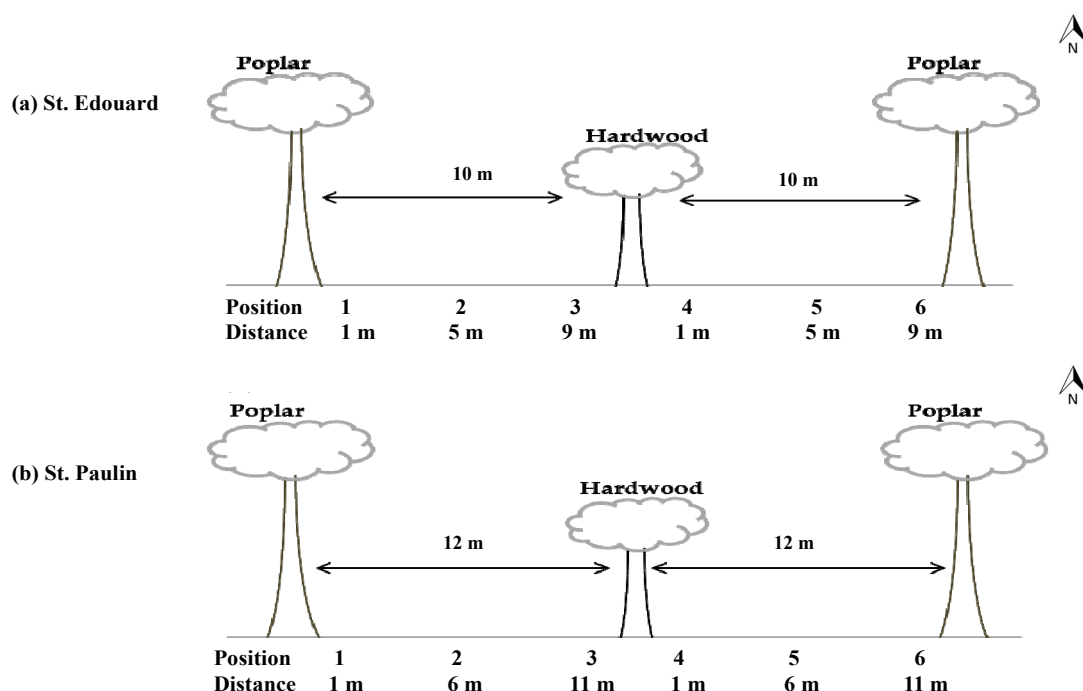 N
Poplar Poplar
(a) St. Edouard
Hardwood
10 m 10 m
Position 1 2 3 4 5 6
Distance 1 m 5 m 9 m 1 m 5 m 9 m
N
Poplar Poplar
(b) St. Paulin
Hardwood
12 m 12 m
Position 1 2 3 4 5 6
Distance 1 m 6 m 11 m 1 m 6 m 11 m